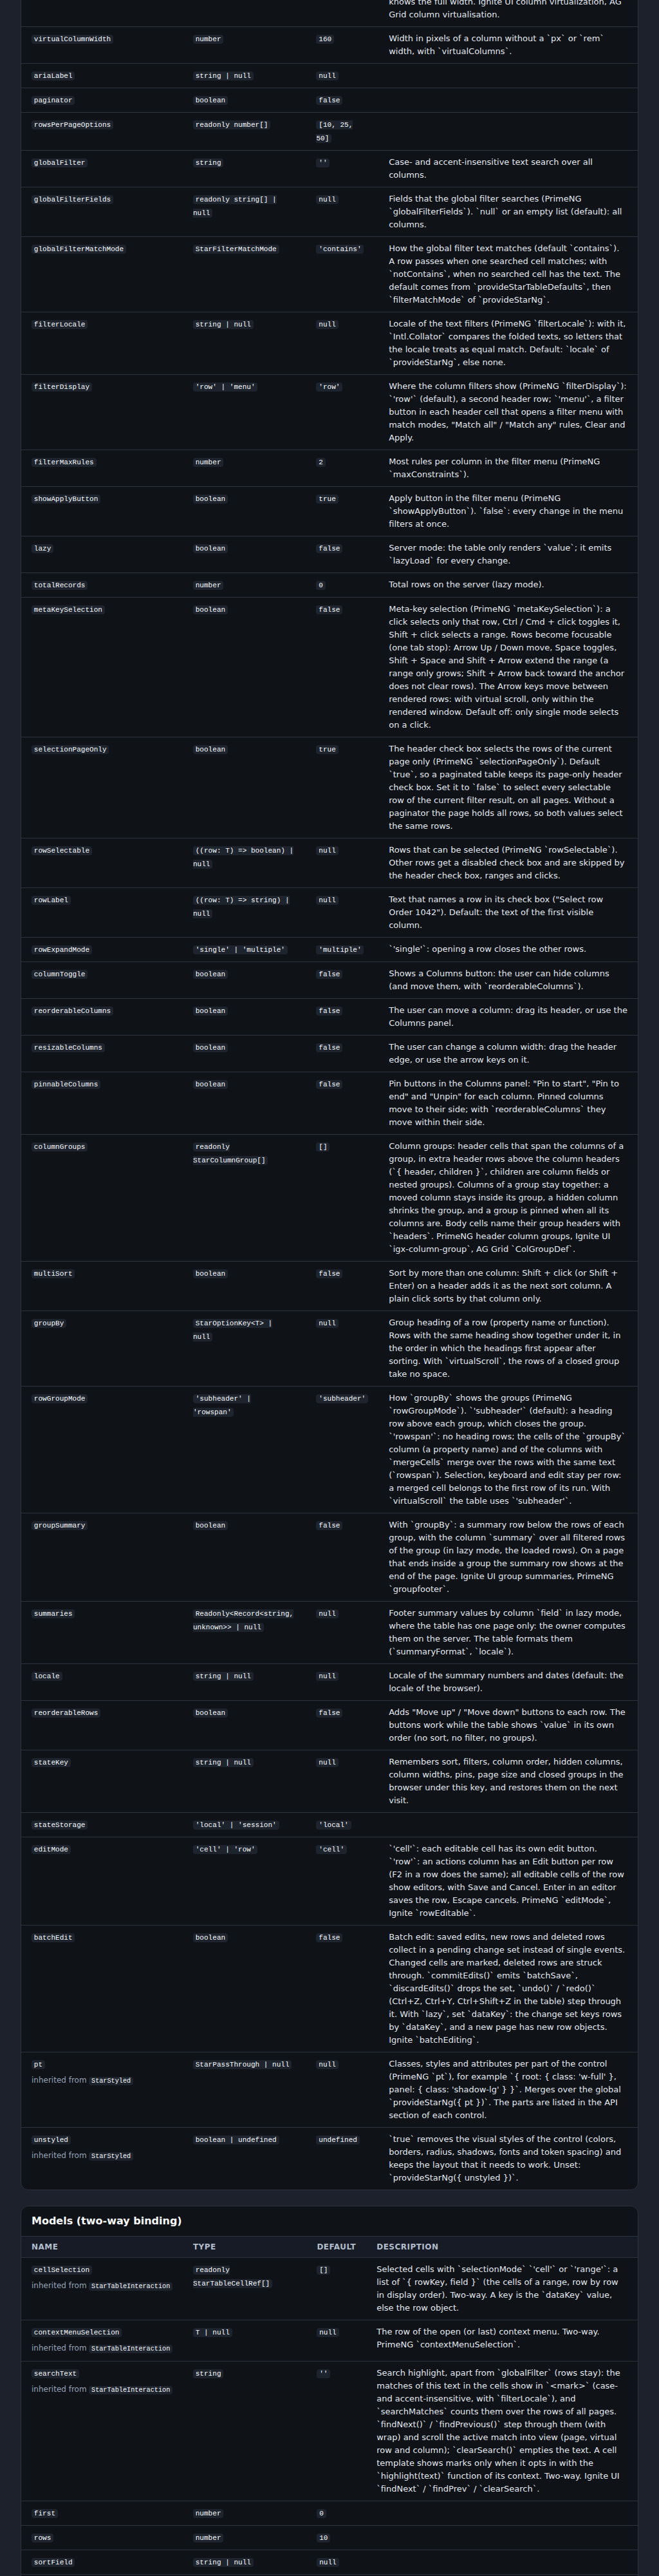 knows the full width. Ignite UI column virtualization, AG
Grid column virtualisation.
virtualColumnWidth number 160 Width in pixels of a column without a `px` or `rem`
width, with `virtualColumns`.
ariaLabel string | null null
paginator boolean false
rowsPerPageOptions readonly number[] [10, 25,
50]
globalFilter string '' Case- and accent-insensitive text search over all
columns.
globalFilterFields readonly string[] | null Fields that the global filter searches (PrimeNG
null `globalFilterFields`). `null` or an empty list (default): all
columns.
globalFilterMatchMode StarFilterMatchMode 'contains' How the global filter text matches (default `contains`).
A row passes when one searched cell matches; with
`notContains`, when no searched cell has the text. The
default comes from `provideStarTableDefaults`, then
`filterMatchMode` of `provideStarNg`.
filterLocale string | null null Locale of the text filters (PrimeNG `filterLocale`): with it,
`Intl.Collator` compares the folded texts, so letters that
the locale treats as equal match. Default: `locale` of
`provideStarNg`, else none.
filterDisplay 'row' | 'menu' 'row' Where the column filters show (PrimeNG `filterDisplay`):
`'row'` (default), a second header row; `'menu'`, a filter
button in each header cell that opens a filter menu with
match modes, "Match all" / "Match any" rules, Clear and
Apply.
filterMaxRules number 2 Most rules per column in the filter menu (PrimeNG
`maxConstraints`).
showApplyButton boolean true Apply button in the filter menu (PrimeNG
`showApplyButton`). `false`: every change in the menu
filters at once.
lazy boolean false Server mode: the table only renders `value`; it emits
`lazyLoad` for every change.
totalRecords number 0 Total rows on the server (lazy mode).
metaKeySelection boolean false Meta-key selection (PrimeNG `metaKeySelection`): a
click selects only that row, Ctrl / Cmd + click toggles it,
Shift + click selects a range. Rows become focusable
(one tab stop): Arrow Up / Down move, Space toggles,
Shift + Space and Shift + Arrow extend the range (a
range only grows; Shift + Arrow back toward the anchor
does not clear rows). The Arrow keys move between
rendered rows: with virtual scroll, only within the
rendered window. Default off: only single mode selects
on a click.
selectionPageOnly boolean true The header check box selects the rows of the current
page only (PrimeNG `selectionPageOnly`). Default
`true`, so a paginated table keeps its page-only header
check box. Set it to `false` to select every selectable
row of the current filter result, on all pages. Without a
paginator the page holds all rows, so both values select
the same rows.
rowSelectable ((row: T) => boolean) | null Rows that can be selected (PrimeNG `rowSelectable`).
null Other rows get a disabled check box and are skipped by
the header check box, ranges and clicks.
rowLabel ((row: T) => string) | null Text that names a row in its check box ("Select row
null Order 1042"). Default: the text of the first visible
column.
rowExpandMode 'single' | 'multiple' 'multiple' `'single'`: opening a row closes the other rows.
columnToggle boolean false Shows a Columns button: the user can hide columns
(and move them, with `reorderableColumns`).
reorderableColumns boolean false The user can move a column: drag its header, or use the
Columns panel.
resizableColumns boolean false The user can change a column width: drag the header
edge, or use the arrow keys on it.
pinnableColumns boolean false Pin buttons in the Columns panel: "Pin to start", "Pin to
end" and "Unpin" for each column. Pinned columns
move to their side; with `reorderableColumns` they
move within their side.
columnGroups readonly [] Column groups: header cells that span the columns of a
StarColumnGroup[] group, in extra header rows above the column headers
(`{ header, children }`, children are column fields or
nested groups). Columns of a group stay together: a
moved column stays inside its group, a hidden column
shrinks the group, and a group is pinned when all its
columns are. Body cells name their group headers with
`headers`. PrimeNG header column groups, Ignite UI
`igx-column-group`, AG Grid `ColGroupDef`.
multiSort boolean false Sort by more than one column: Shift + click (or Shift +
Enter) on a header adds it as the next sort column. A
plain click sorts by that column only.
groupBy StarOptionKey<T> | null Group heading of a row (property name or function).
null Rows with the same heading show together under it, in
the order in which the headings first appear after
sorting. With `virtualScroll`, the rows of a closed group
take no space.
rowGroupMode 'subheader' | 'subheader' How `groupBy` shows the groups (PrimeNG
'rowspan' `rowGroupMode`). `'subheader'` (default): a heading
row above each group, which closes the group.
`'rowspan'`: no heading rows; the cells of the `groupBy`
column (a property name) and of the columns with
`mergeCells` merge over the rows with the same text
(`rowspan`). Selection, keyboard and edit stay per row:
a merged cell belongs to the first row of its run. With
`virtualScroll` the table uses `'subheader'`.
groupSummary boolean false With `groupBy`: a summary row below the rows of each
group, with the column `summary` over all filtered rows
of the group (in lazy mode, the loaded rows). On a page
that ends inside a group the summary row shows at the
end of the page. Ignite UI group summaries, PrimeNG
`groupfooter`.
summaries Readonly<Record<string, null Footer summary values by column `field` in lazy mode,
unknown>> | null where the table has one page only: the owner computes
them on the server. The table formats them
(`summaryFormat`, `locale`).
locale string | null null Locale of the summary numbers and dates (default: the
locale of the browser).
reorderableRows boolean false Adds "Move up" / "Move down" buttons to each row. The
buttons work while the table shows `value` in its own
order (no sort, no filter, no groups).
stateKey string | null null Remembers sort, filters, column order, hidden columns,
column widths, pins, page size and closed groups in the
browser under this key, and restores them on the next
visit.
stateStorage 'local' | 'session' 'local'
editMode 'cell' | 'row' 'cell' `'cell'`: each editable cell has its own edit button.
`'row'`: an actions column has an Edit button per row
(F2 in a row does the same); all editable cells of the row
show editors, with Save and Cancel. Enter in an editor
saves the row, Escape cancels. PrimeNG `editMode`,
Ignite `rowEditable`.
batchEdit boolean false Batch edit: saved edits, new rows and deleted rows
collect in a pending change set instead of single events.
Changed cells are marked, deleted rows are struck
through. `commitEdits()` emits `batchSave`,
`discardEdits()` drops the set, `undo()` / `redo()`
(Ctrl+Z, Ctrl+Y, Ctrl+Shift+Z in the table) step through
it. With `lazy`, set `dataKey`: the change set keys rows
by `dataKey`, and a new page has new row objects.
Ignite `batchEditing`.
pt StarPassThrough | null null Classes, styles and attributes per part of the control
inherited from StarStyled (PrimeNG `pt`), for example `{ root: { class: 'w-full' },
panel: { class: 'shadow-lg' } }`. Merges over the global
`provideStarNg({ pt })`. The parts are listed in the API
section of each control.
unstyled boolean | undefined undefined `true` removes the visual styles of the control (colors,
inherited from StarStyled borders, radius, shadows, fonts and token spacing) and
keeps the layout that it needs to work. Unset:
`provideStarNg({ unstyled })`.
Models (two-way binding)
NAME TYPE DEFAULT DESCRIPTION
cellSelection readonly [] Selected cells with `selectionMode` `'cell'` or `'range'`: a
inherited from StarTableInteraction StarTableCellRef[] list of `{ rowKey, field }` (the cells of a range, row by row
in display order). Two-way. A key is the `dataKey` value,
else the row object.
contextMenuSelection T | null null The row of the open (or last) context menu. Two-way.
inherited from StarTableInteraction PrimeNG `contextMenuSelection`.
searchText string '' Search highlight, apart from `globalFilter` (rows stay): the
inherited from StarTableInteraction matches of this text in the cells show in `<mark>` (case-
and accent-insensitive, with `filterLocale`), and
`searchMatches` counts them over the rows of all pages.
`findNext()` / `findPrevious()` step through them (with
wrap) and scroll the active match into view (page, virtual
row and column); `clearSearch()` empties the text. A cell
template shows marks only when it opts in with the
`highlight(text)` function of its context. Two-way. Ignite UI
`findNext` / `findPrev` / `clearSearch`.
first number 0
rows number 10
sortField string | null null